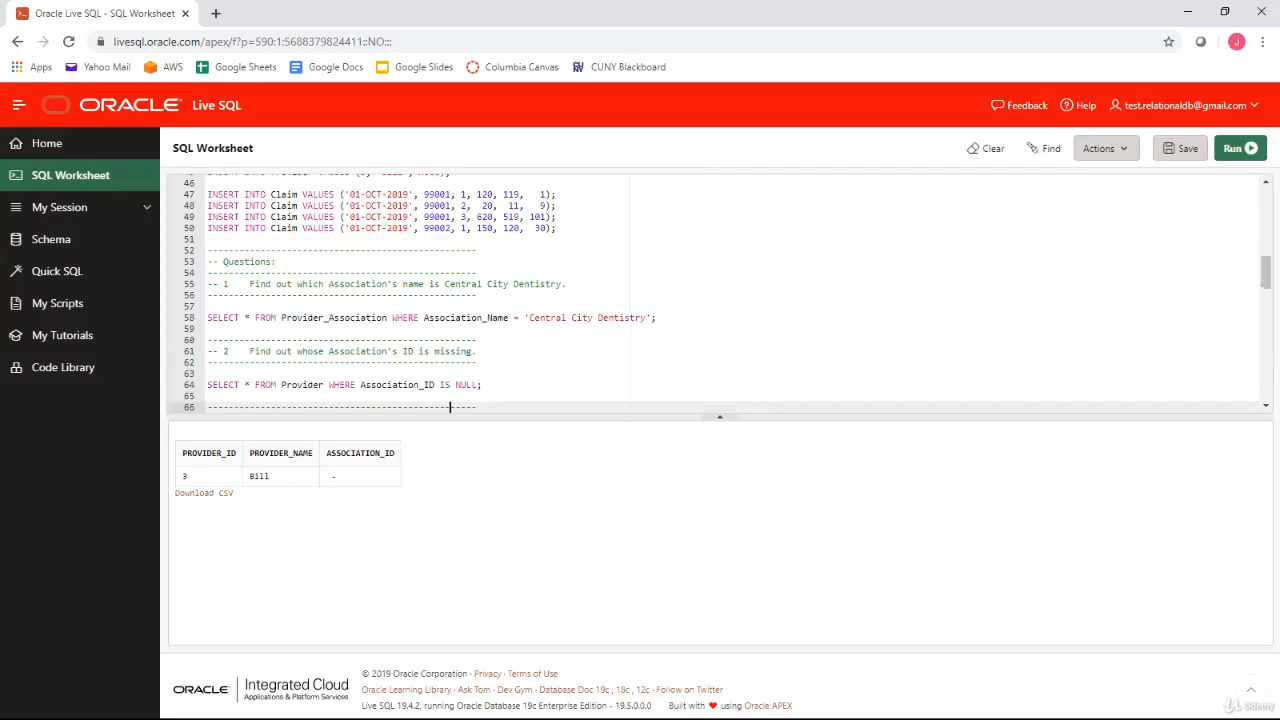 Oracle Live SQL - SQL Worksheet
livesql.oracle.com/apex/f?p=590:1:5688379824411::NO:::
Apps Yahoo Mail AWS Google Sheets Google Docs Google Slides Columbia Canvas CUNY Blackboard
ORACLE Live SQL Feedback Help test.relationaldb@gmail.com
Home
SQL Worksheet
My Session
Schema
Quick SQL
My Scripts
My Tutorials
Code Library
SQL Worksheet Clear Find Actions Save Run
46
47 INSERT INTO Claim VALUES ('01-OCT-2019', 99001, 1, 120, 119, 1);
48 INSERT INTO Claim VALUES ('01-OCT-2019', 99001, 2, 20, 11, 9);
49 INSERT INTO Claim VALUES ('01-OCT-2019', 99001, 3, 620, 519, 101);
50 INSERT INTO Claim VALUES ('01-OCT-2019', 99002, 1, 150, 120, 30);
51
52 ---------------------------------------------------
53 -- Questions:
54 ---------------------------------------------------
55 -- 1 Find out which Association's name is Central City Dentistry.
56 ---------------------------------------------------
57
58 SELECT * FROM Provider_Association WHERE Association_Name = 'Central City Dentistry';
59
60 ---------------------------------------------------
61 -- 2 Find out whose Association's ID is missing.
62 ---------------------------------------------------
63
64 SELECT * FROM Provider WHERE Association_ID IS NULL;
65
66 ---------------------------------------------------
PROVIDER_ID PROVIDER_NAME ASSOCIATION_ID
3 Bill -
Download CSV
ORACLE Integrated Cloud
Applications & Platform Services
© 2019 Oracle Corporation · Privacy · Terms of Use
Oracle Learning Library · Ask Tom · Dev Gym · Database Doc 19c, 18c, 12c · Follow on Twitter
Live SQL 19.4.2, running Oracle Database 19c Enterprise Edition - 19.5.0.0.0 Built with ❤ using Oracle APEX
Udemy